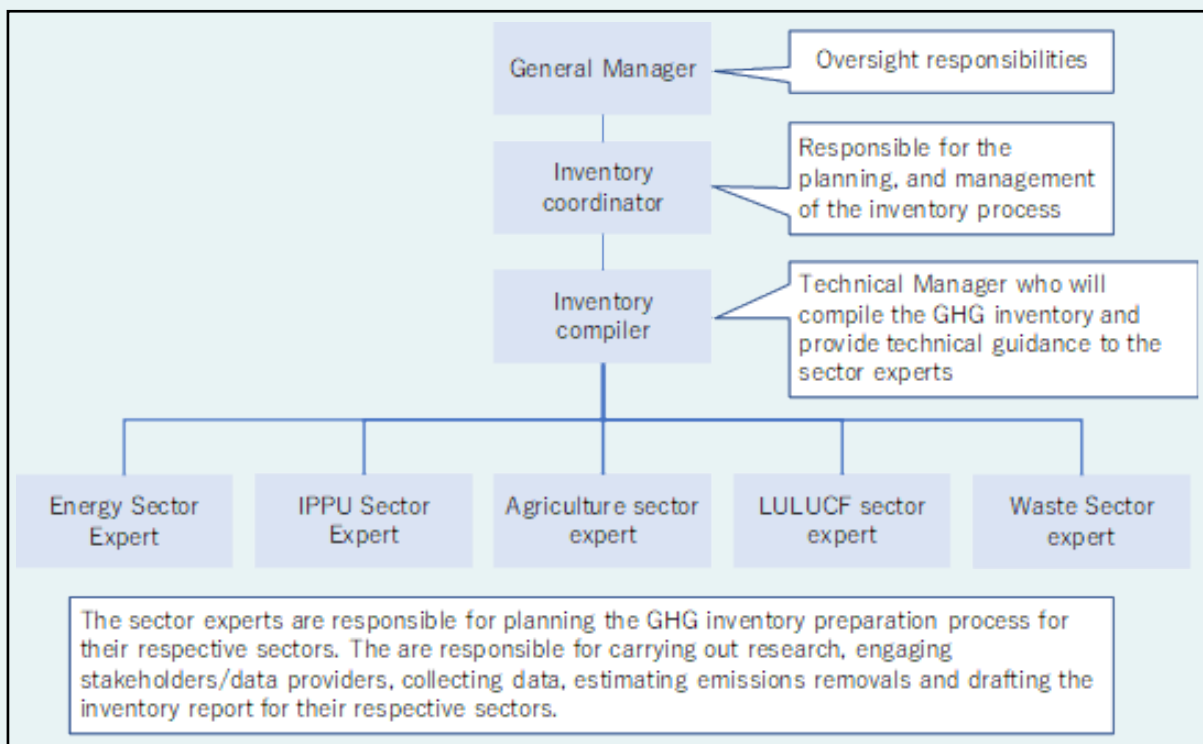 General Manager
Oversight responsibilities
Inventory
coordinator
Responsible for the
planning, and management
of the inventory process
Inventory
compiler
Technical Manager who will
compile the GHG inventory and
provide technical guidance to the
sector experts
Energy Sector
Expert
IPPU Sector
Expert
Agriculture sector
expert
LULUCF sector
expert
Waste Sector
expert
The sector experts are responsible for planning the GHG inventory preparation process for
their respective sectors. The are responsible for carrying out research, engaging
stakeholders/data providers, collecting data, estimating emissions removals and drafting the
inventory report for their respective sectors.